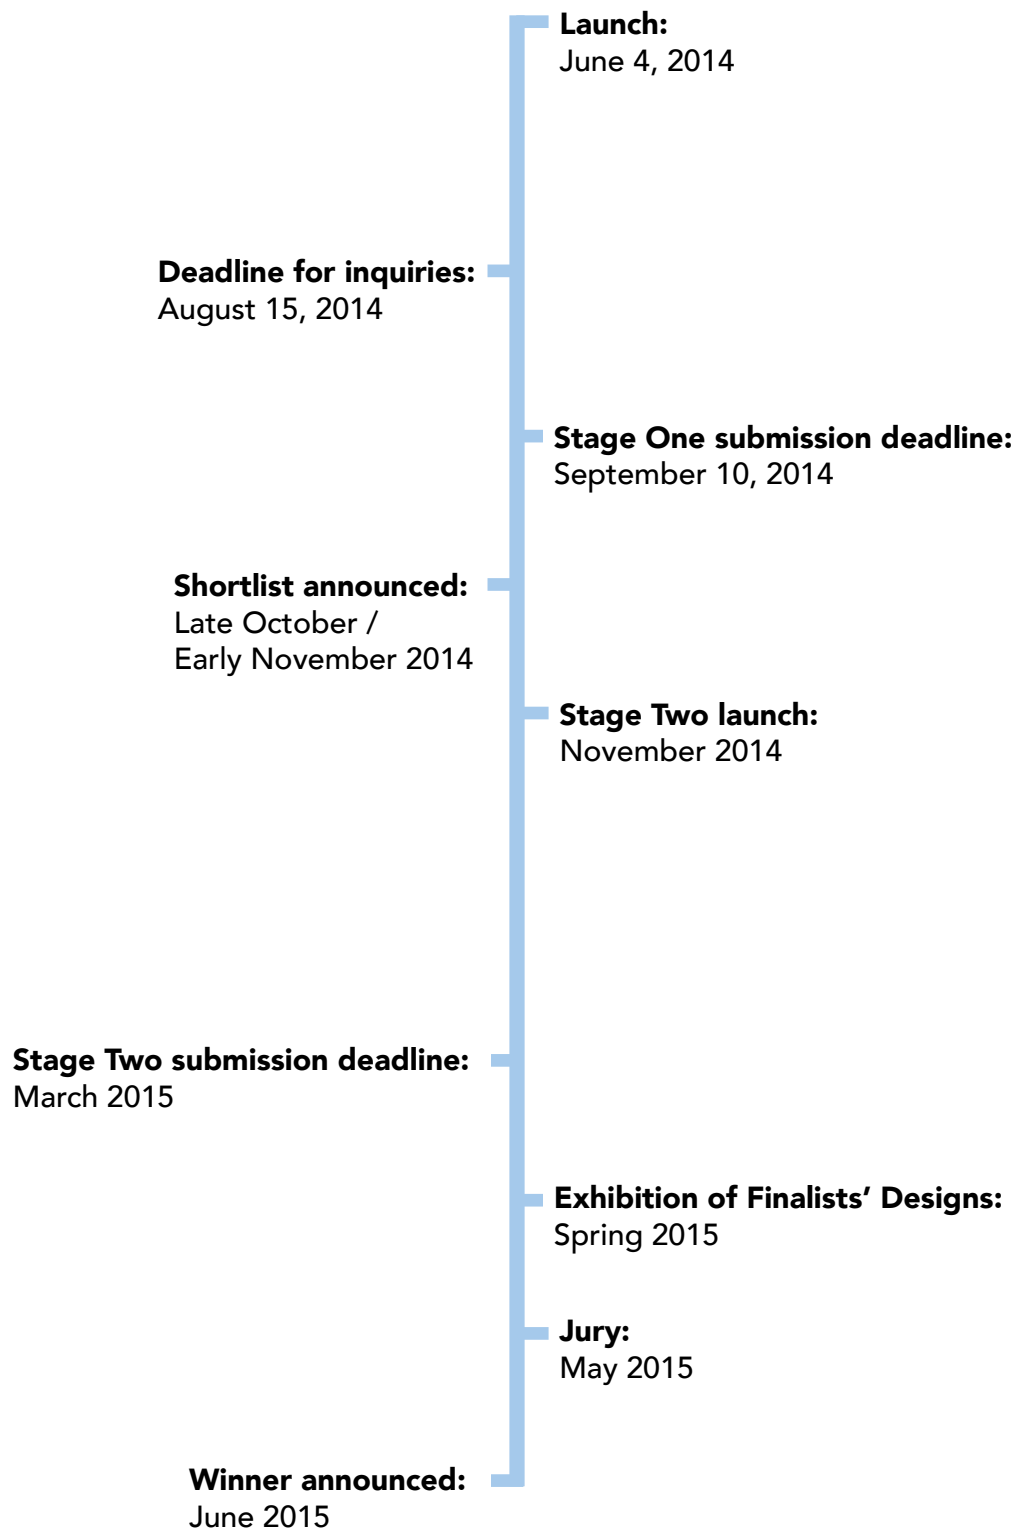 Launch:
June 4, 2014
Deadline for inquiries:
August 15, 2014
Stage One submission deadline:
September 10, 2014
Shortlist announced:
Late October /
Early November 2014
Stage Two launch:
November 2014
Stage Two submission deadline:
March 2015
Exhibition of Finalists’ Designs:
Spring 2015
Jury:
May 2015
Winner announced:
June 2015